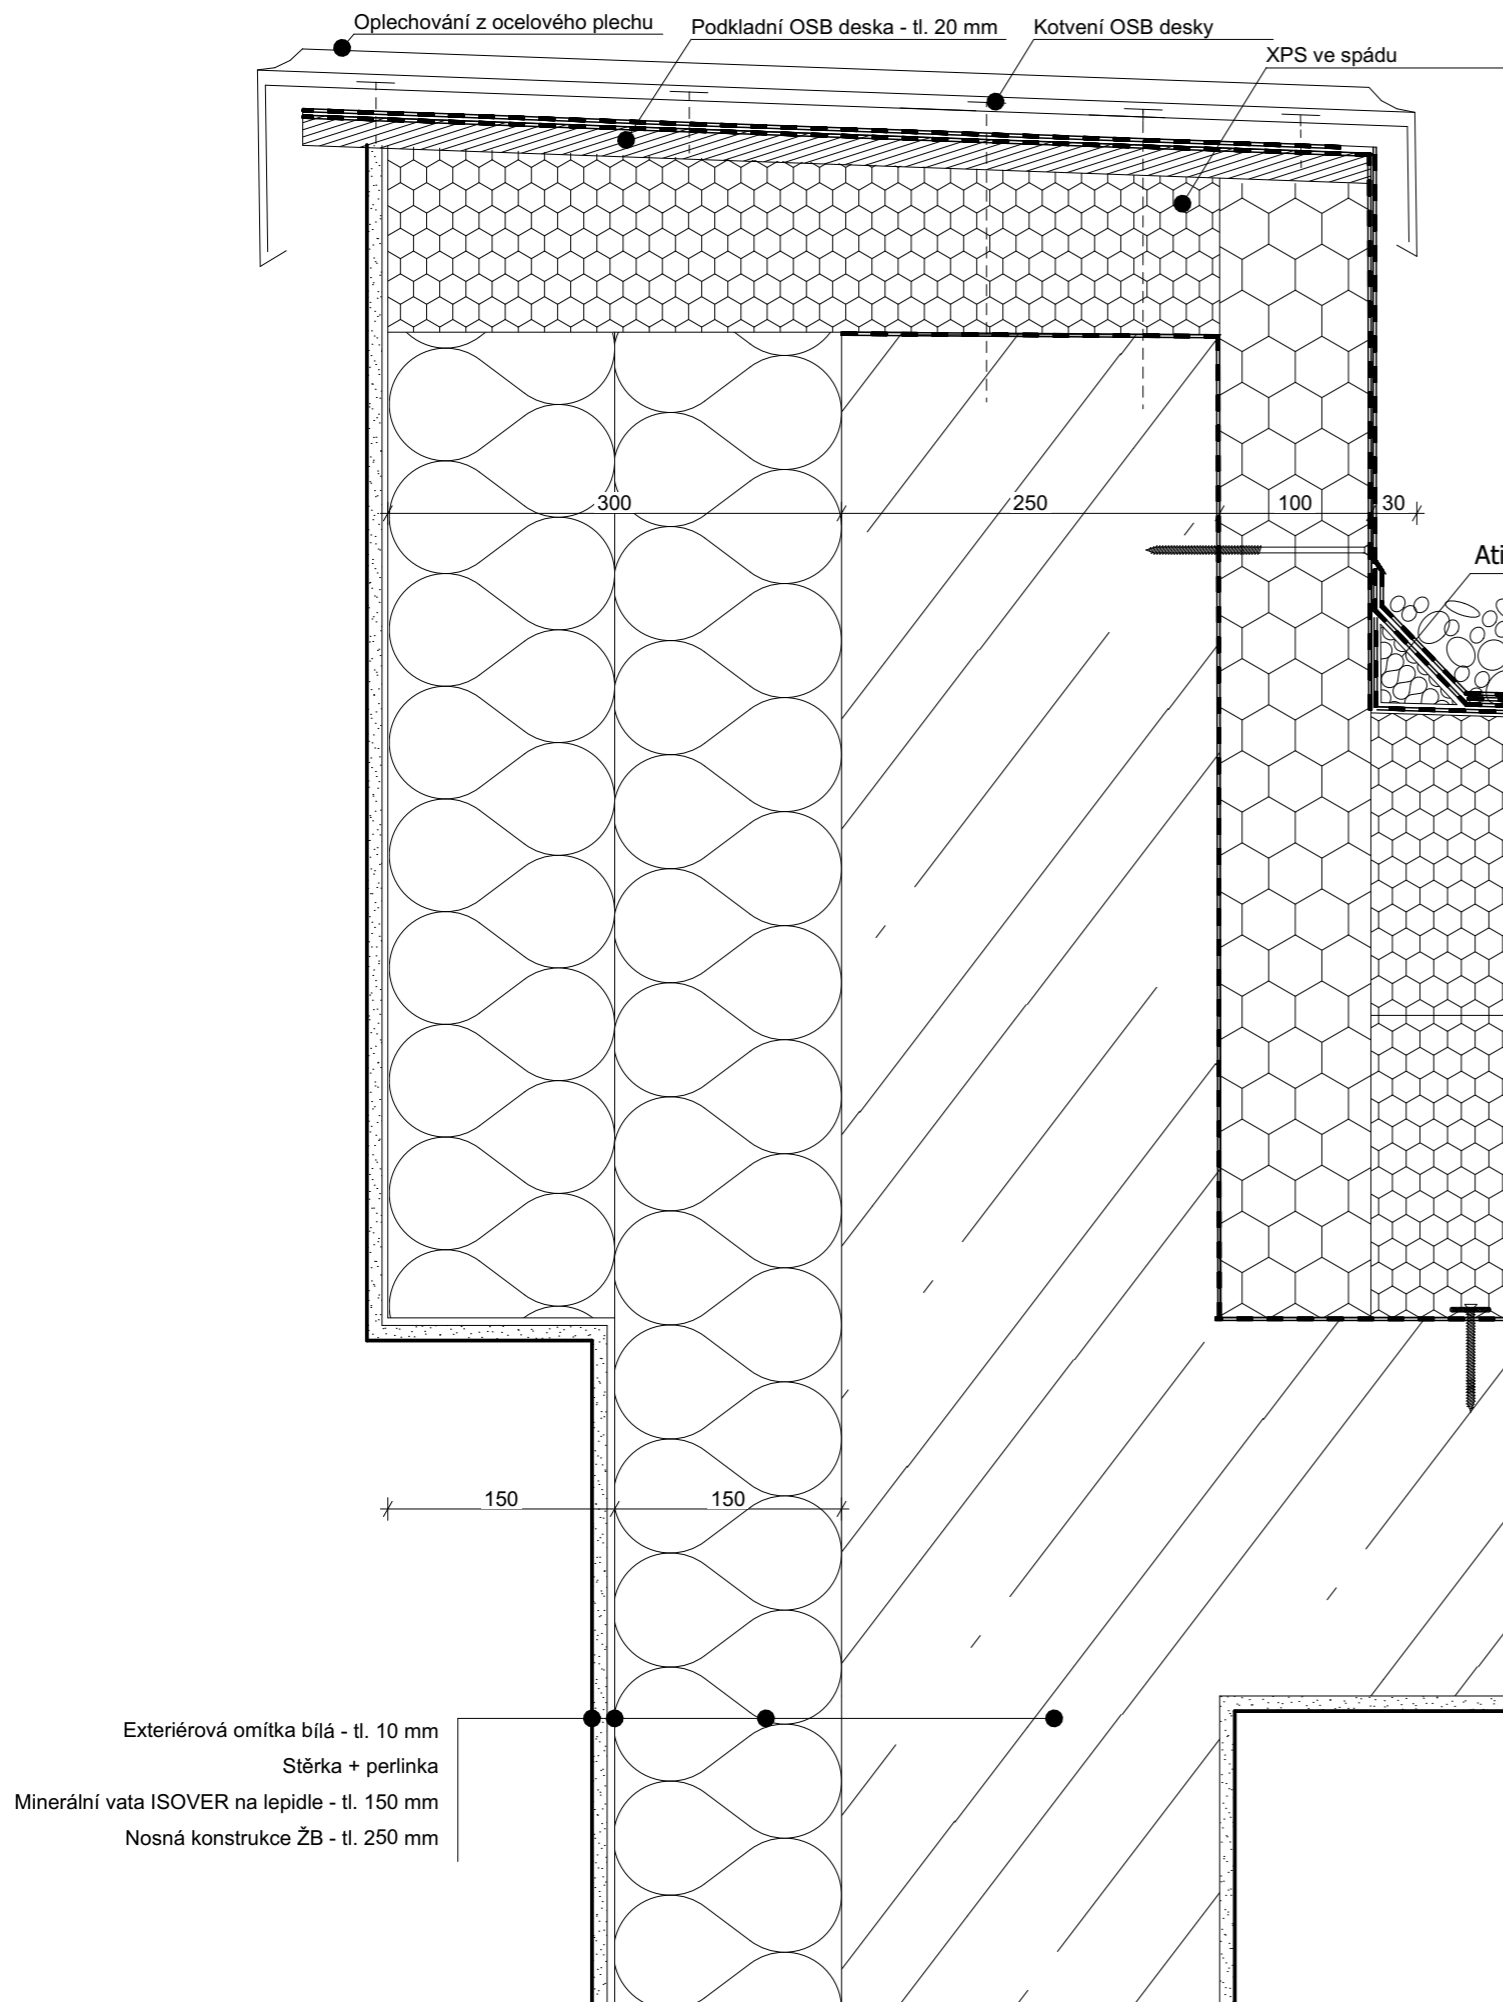 Oplechování z ocelového plechu
Podkladní OSB deska - tl. 20 mm
Kotvení OSB desky
XPS ve spádu
300
250
100
30
Ati
150
150
Exteriérová omítka bílá - tl. 10 mm
Stěrka + perlinka
Minerální vata ISOVER na lepidle - tl. 150 mm
Nosná konstrukce ŽB - tl. 250 mm